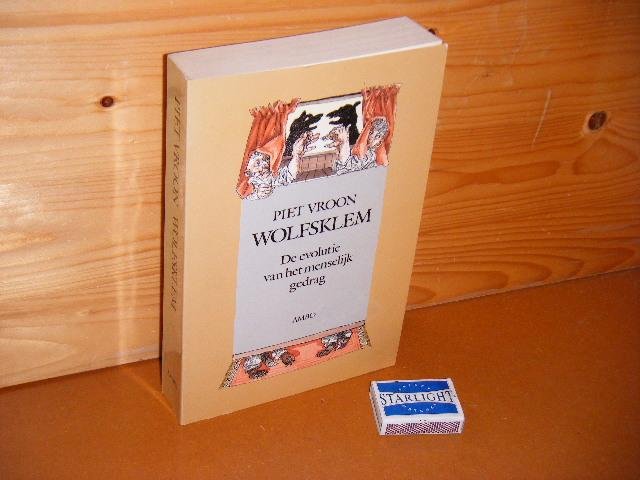 PIET VROON WOLFSKLEM
PIET VROON
WOLFSKLEM
De evolutie
van het menselijk
gedrag
AMBO
STARLIGHT